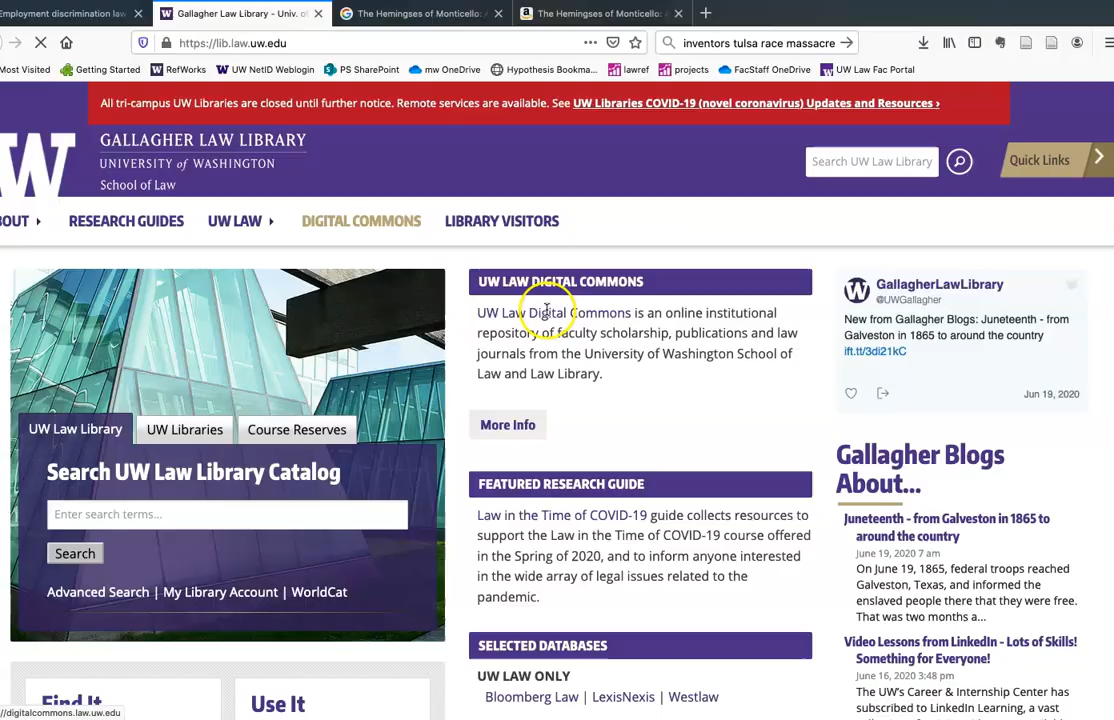 Employment discrimination law
Gallagher Law Library - Univ. o
The Hemingses of Monticello: A
The Hemingses of Monticello: A
https://lib.law.uw.edu
inventors tulsa race massacre
Most Visited
Getting Started
RefWorks
UW NetID Weblogin
PS SharePoint
mw OneDrive
Hypothesis Bookma...
lawref
projects
FacStaff OneDrive
UW Law Fac Portal
All tri-campus UW Libraries are closed until further notice. Remote services are available. See UW Libraries COVID-19 (novel coronavirus) Updates and Resources ›
W
GALLAGHER LAW LIBRARY
UNIVERSITY of WASHINGTON
School of Law
Search UW Law Library
Quick Links
OUT
RESEARCH GUIDES
UW LAW
DIGITAL COMMONS
LIBRARY VISITORS
UW Law Library
UW Libraries
Course Reserves
Search UW Law Library Catalog
Enter search terms...
Search
Advanced Search | My Library Account | WorldCat
Find It
Use It
//digitalcommons.law.uw.edu
UW LAW DIGITAL COMMONS
UW Law Digital Commons is an online institutional
repository of faculty scholarship, publications and law
journals from the University of Washington School of
Law and Law Library.
More Info
FEATURED RESEARCH GUIDE
Law in the Time of COVID-19 guide collects resources to
support the Law in the Time of COVID-19 course offered
in the Spring of 2020, and to inform anyone interested
in the wide array of legal issues related to the
pandemic.
SELECTED DATABASES
UW LAW ONLY
Bloomberg Law | LexisNexis | Westlaw
W
GallagherLawLibrary
@UWGallagher
New from Gallagher Blogs: Juneteenth - from
Galveston in 1865 to around the country
ift.tt/3di21kC
Jun 19, 2020
Gallagher Blogs
About...
Juneteenth - from Galveston in 1865 to
around the country
June 19, 2020 7 am
On June 19, 1865, federal troops reached
Galveston, Texas, and informed the
enslaved people there that they were free.
That was two months a...
Video Lessons from LinkedIn - Lots of Skills!
Something for Everyone!
June 16, 2020 3:48 pm
The UW's Career & Internship Center has
subscribed to LinkedIn Learning, a vast